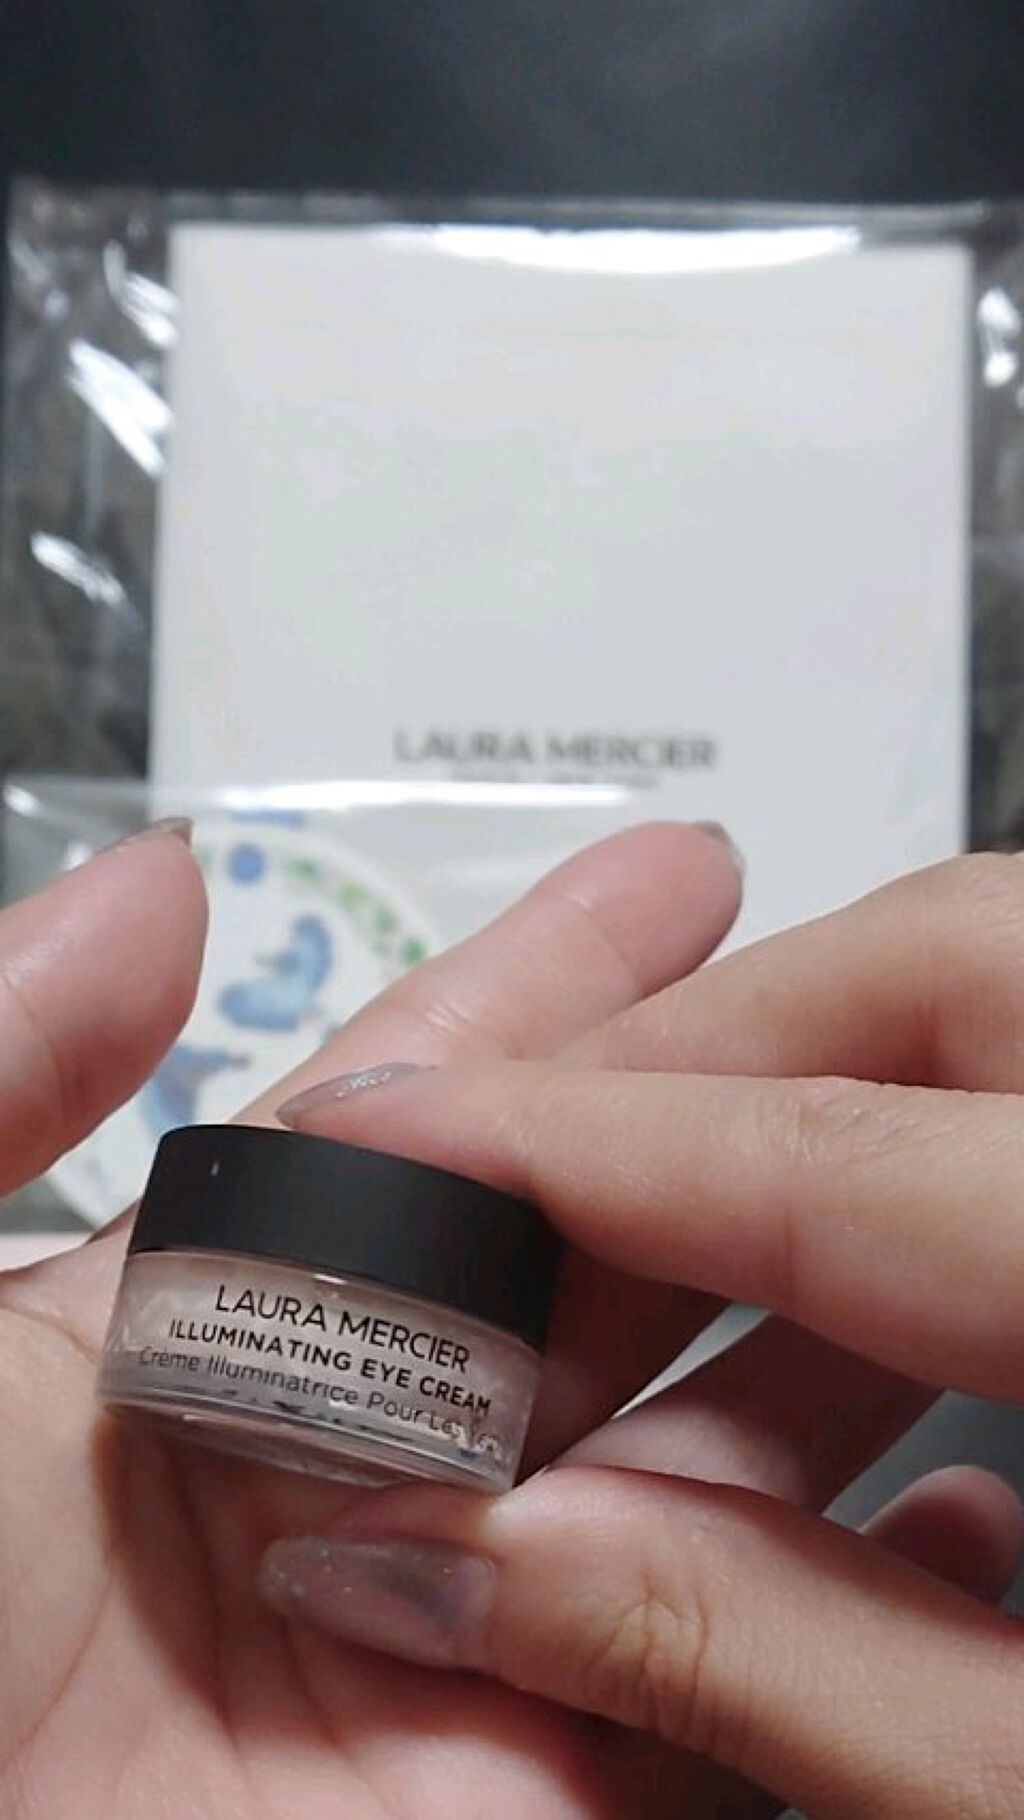 LAURA MERCIER
LAURA MERCIER
ILLUMINATING EYE CREAM
Crème Illuminatrice Pour Les